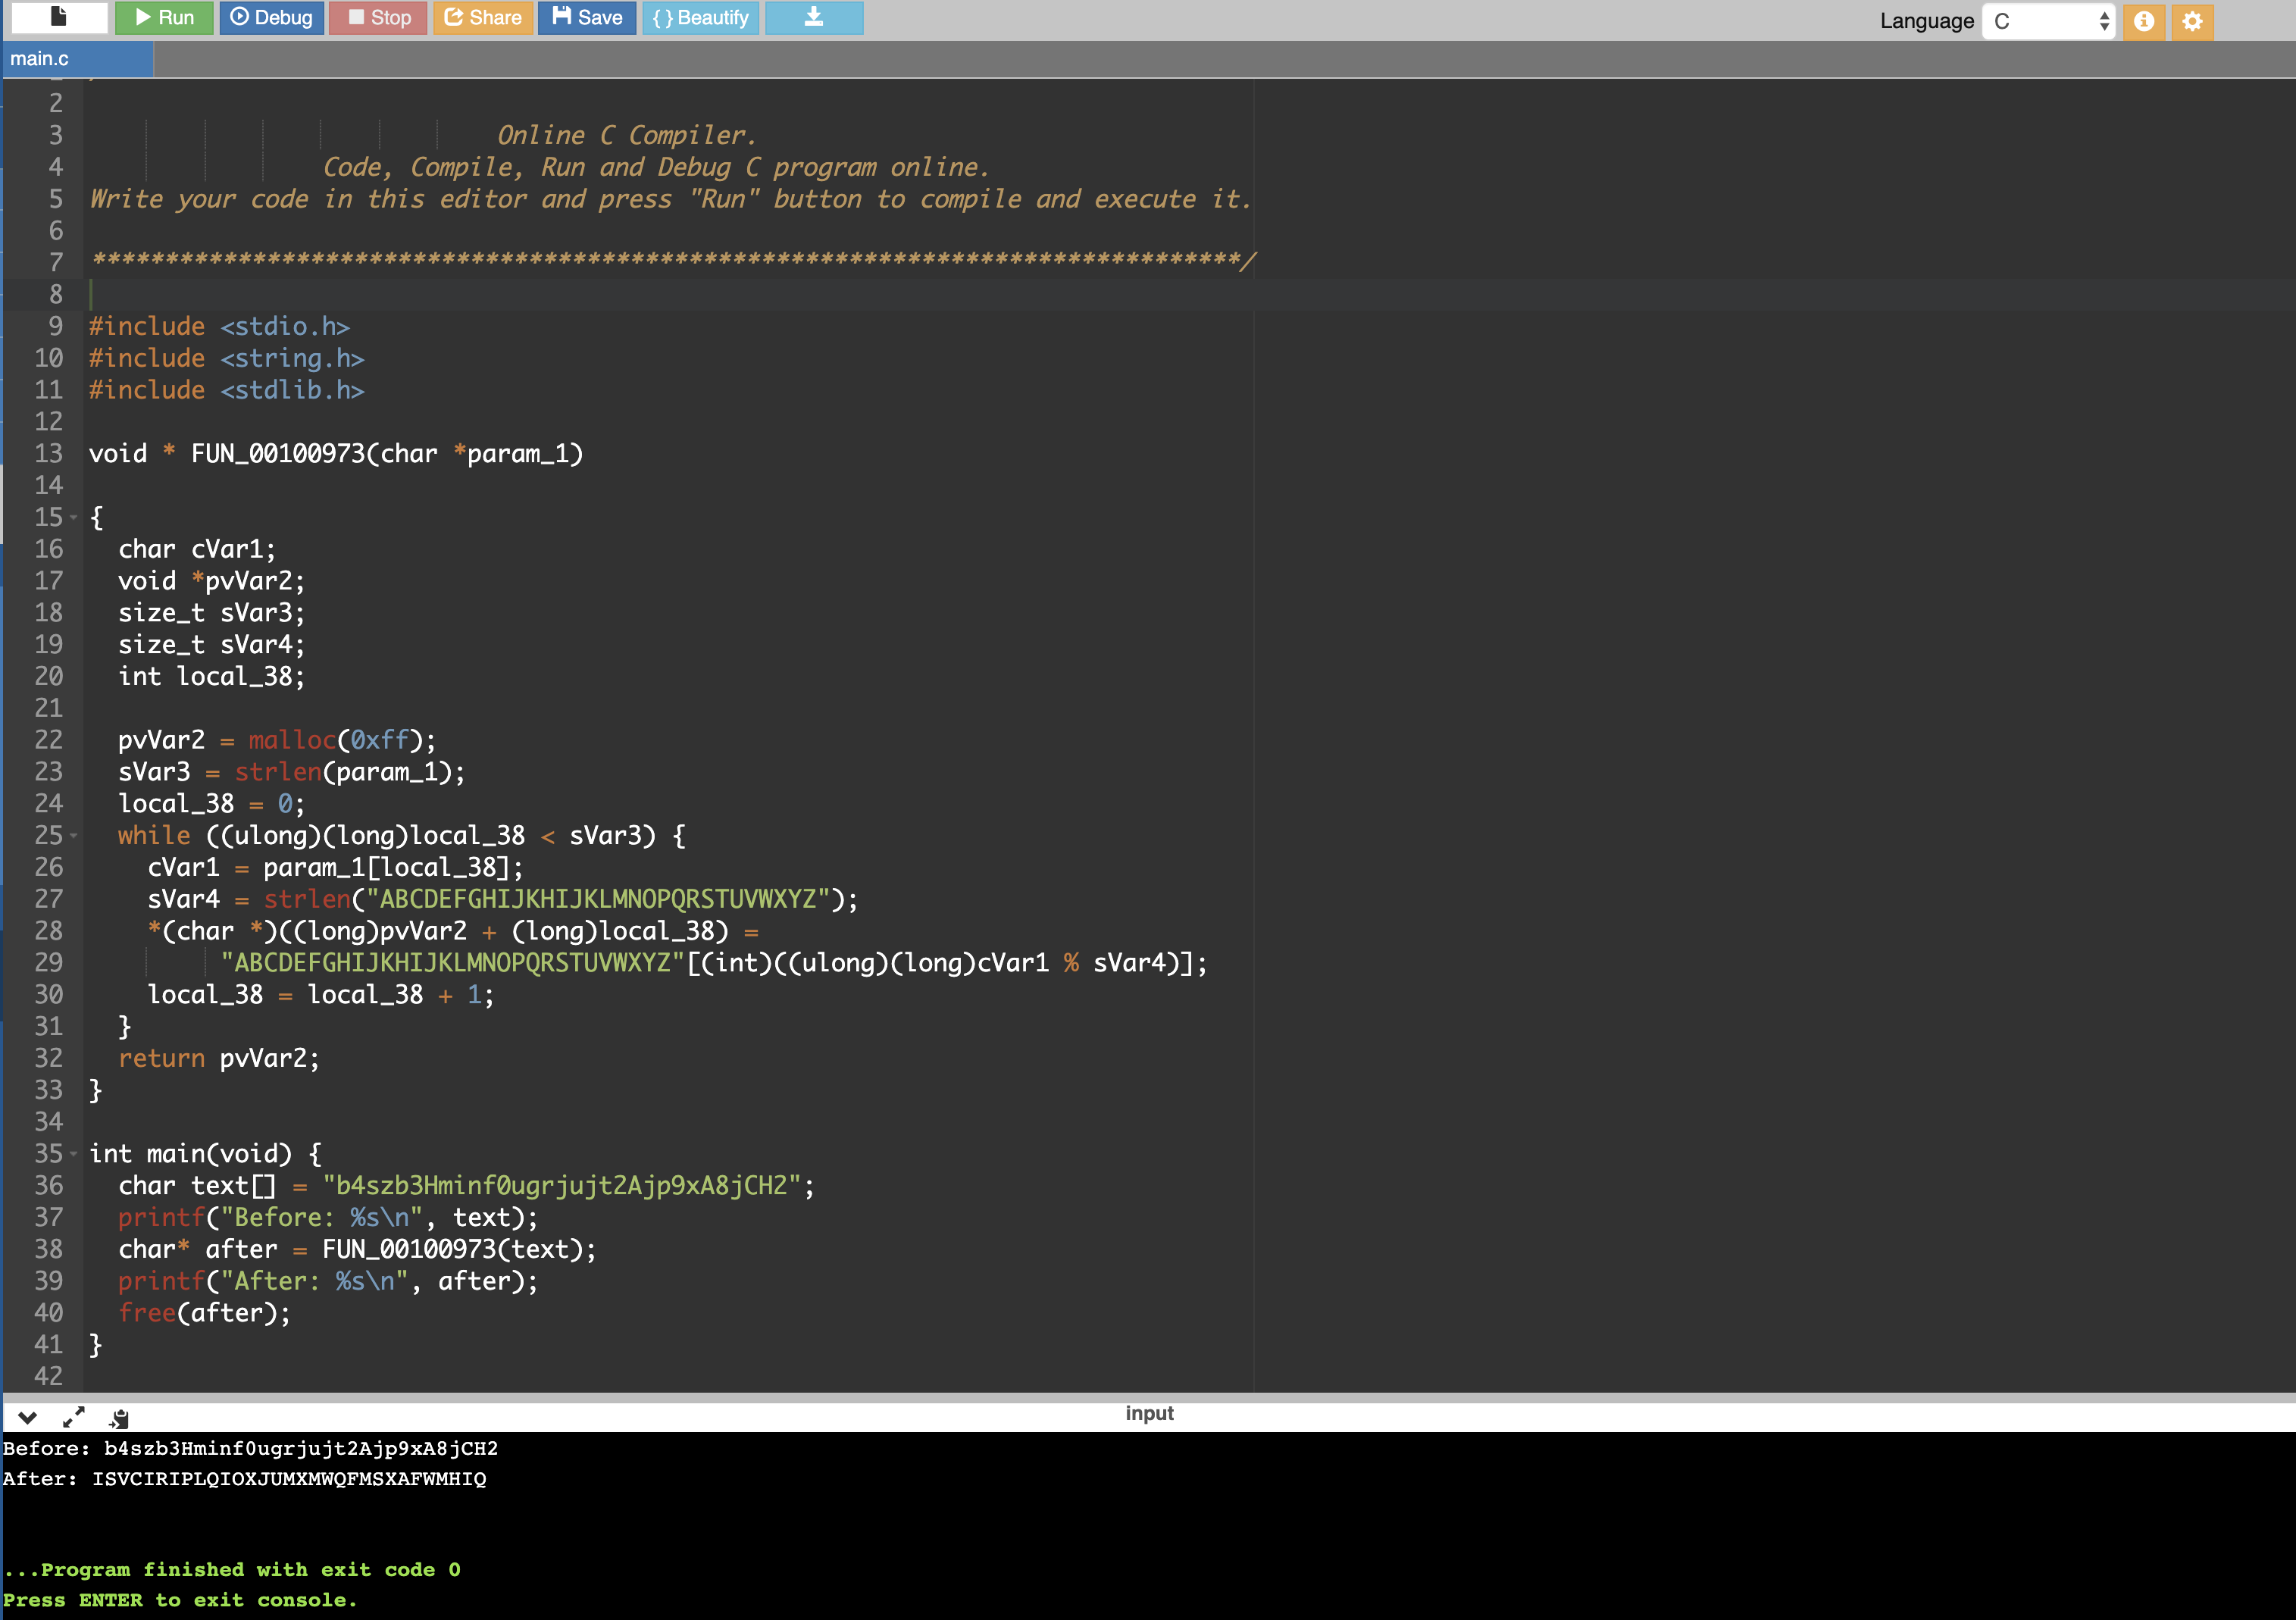 Run Debug Stop Share Save { } Beautify Language C
main.c
2
3 Online C Compiler.
4 Code, Compile, Run and Debug C program online.
5 Write your code in this editor and press "Run" button to compile and execute it.
6
7 *******************************************************************************/
8
9 #include <stdio.h>
10 #include <string.h>
11 #include <stdlib.h>
12
13 void * FUN_00100973(char *param_1)
14
15 {
16 char cVar1;
17 void *pvVar2;
18 size_t sVar3;
19 size_t sVar4;
20 int local_38;
21
22 pvVar2 = malloc(0xff);
23 sVar3 = strlen(param_1);
24 local_38 = 0;
25 while ((ulong)(long)local_38 < sVar3) {
26 cVar1 = param_1[local_38];
27 sVar4 = strlen("ABCDEFGHIJKHIJKLMNOPQRSTUVWXYZ");
28 *(char *)((long)pvVar2 + (long)local_38) =
29 "ABCDEFGHIJKHIJKLMNOPQRSTUVWXYZ"[(int)((ulong)(long)cVar1 % sVar4)];
30 local_38 = local_38 + 1;
31 }
32 return pvVar2;
33 }
34
35 int main(void) {
36 char text[] = "b4szb3Hminf0ugrjujt2Ajp9xA8jCH2";
37 printf("Before: %s\n", text);
38 char* after = FUN_00100973(text);
39 printf("After: %s\n", after);
40 free(after);
41 }
42
input
Before: b4szb3Hminf0ugrjujt2Ajp9xA8jCH2
After: ISVCIRIPLQIOXJUMXMWQFMSXAFWMHIQ
...Program finished with exit code 0
Press ENTER to exit console.